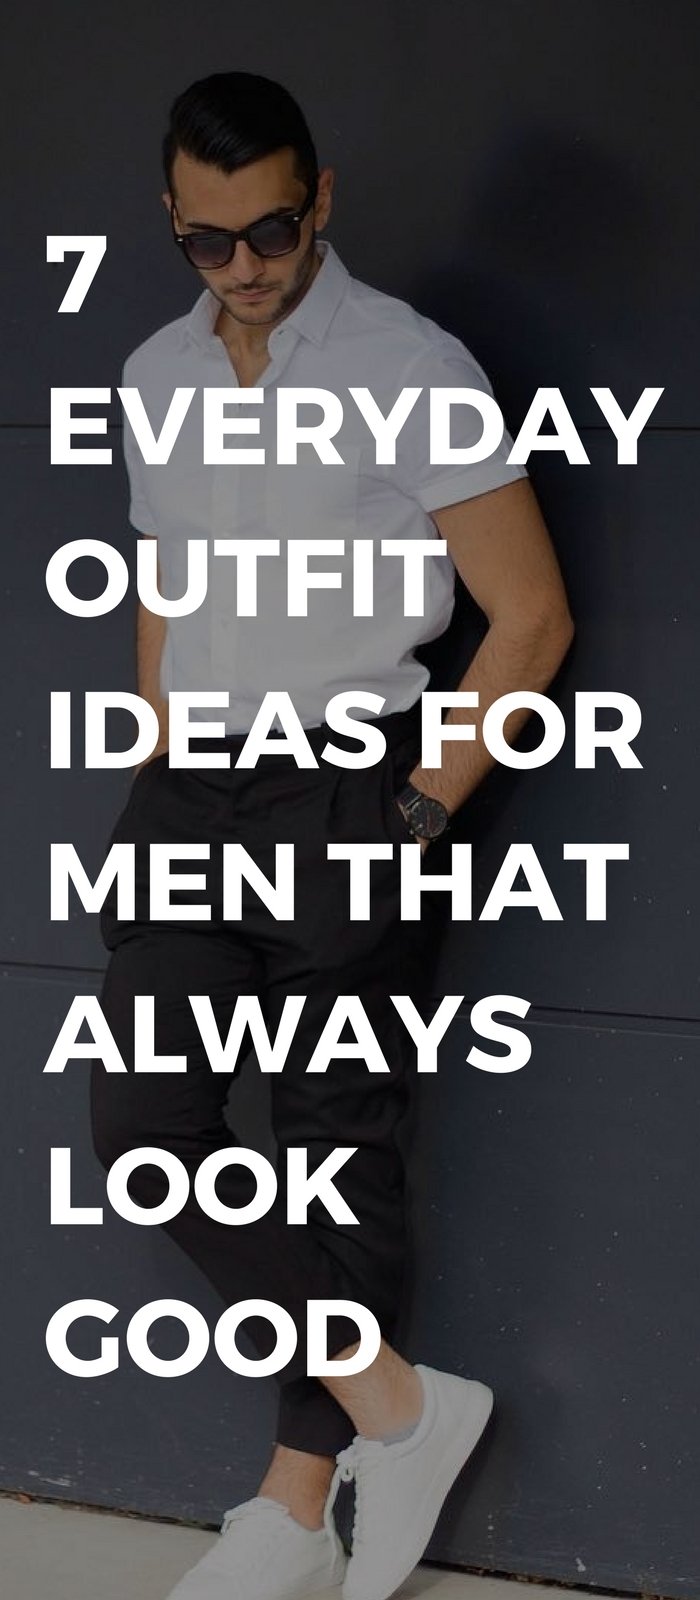 7
EVERYDAY
OUTFIT
IDEAS FOR
MEN THAT
ALWAYS
LOOK
GOOD